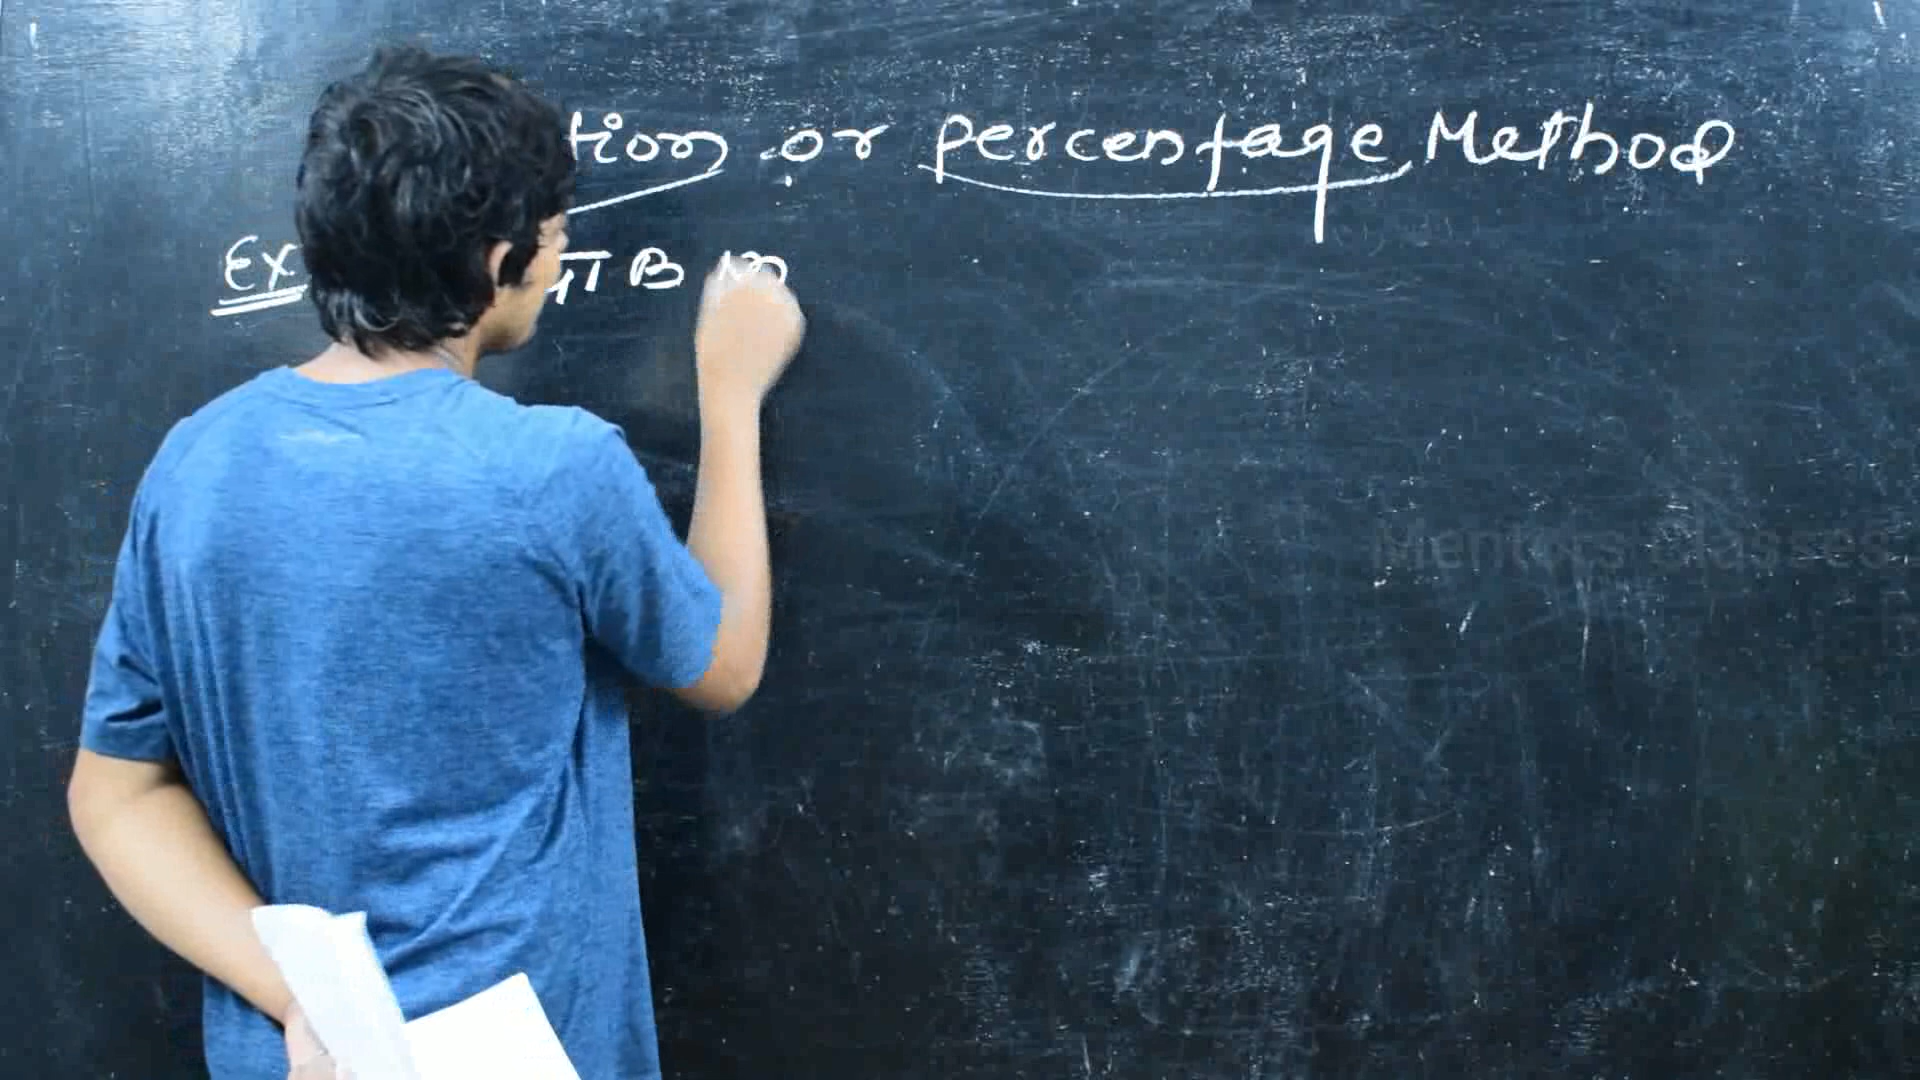 tion or percentage Method
Ex B
Mentors Classes